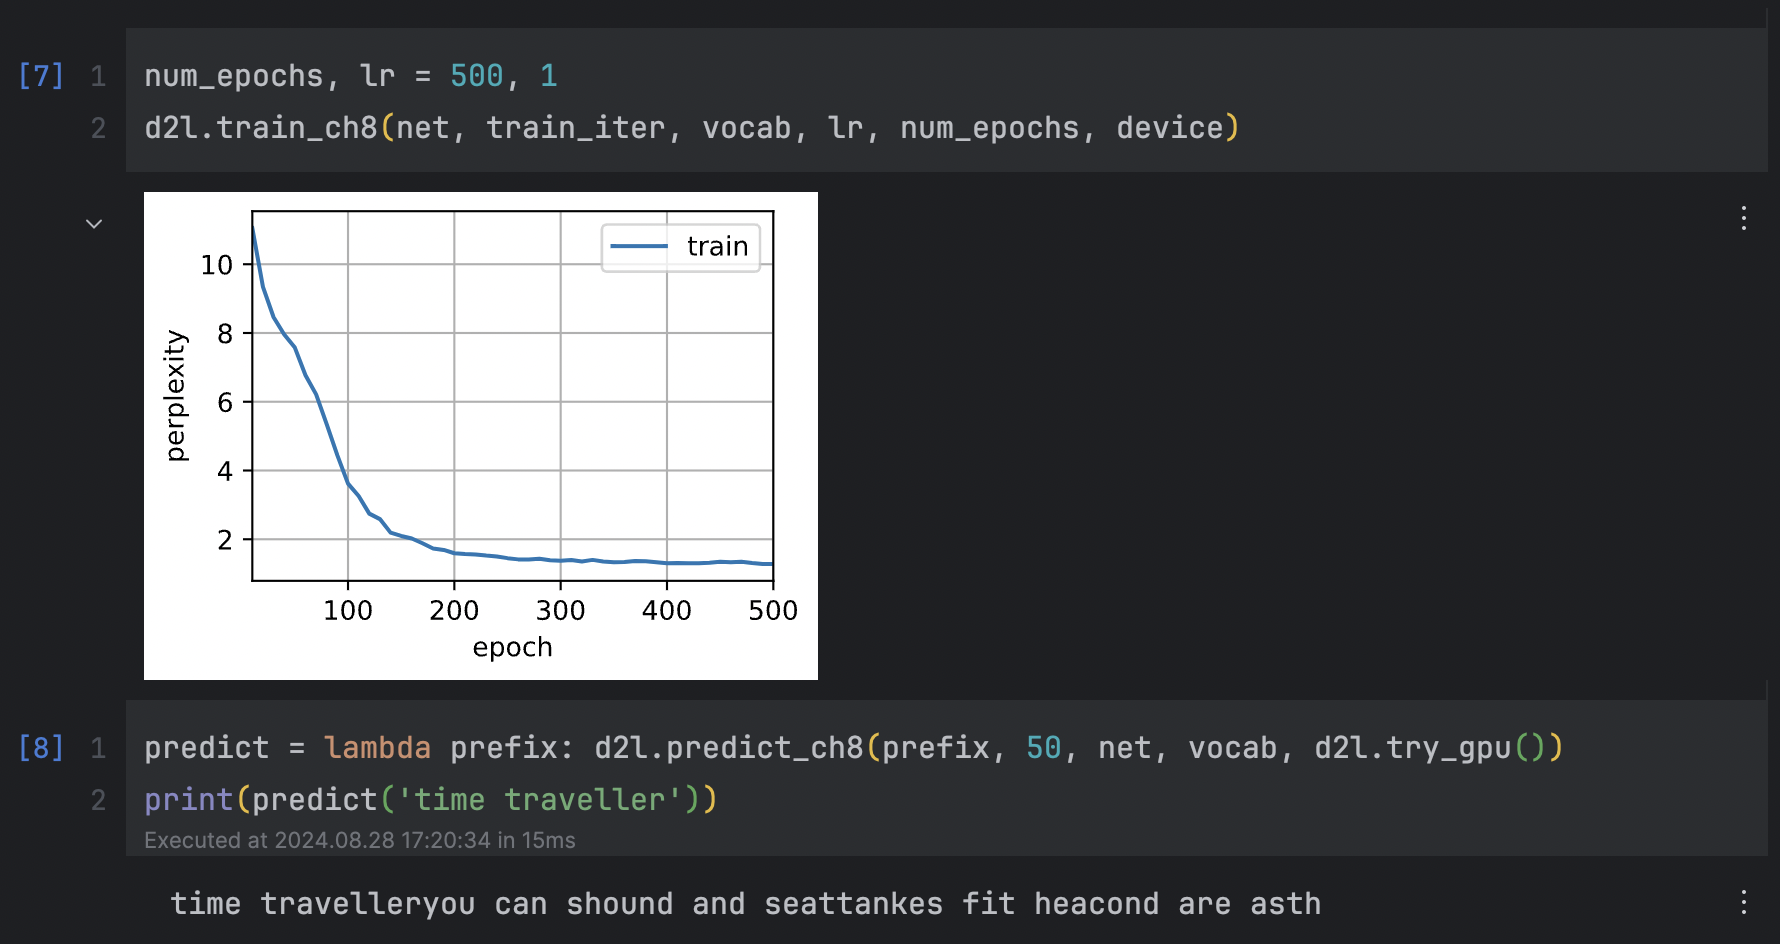 [7] 1 num_epochs, lr = 500, 1
2 d2l.train_ch8(net, train_iter, vocab, lr, num_epochs, device)
train
10
8
6
4
2
perplexity
100 200 300 400 500
epoch
[8] 1 predict = lambda prefix: d2l.predict_ch8(prefix, 50, net, vocab, d2l.try_gpu())
2 print(predict('time traveller'))
Executed at 2024.08.28 17:20:34 in 15ms
time travelleryou can shound and seattankes fit heacond are asth